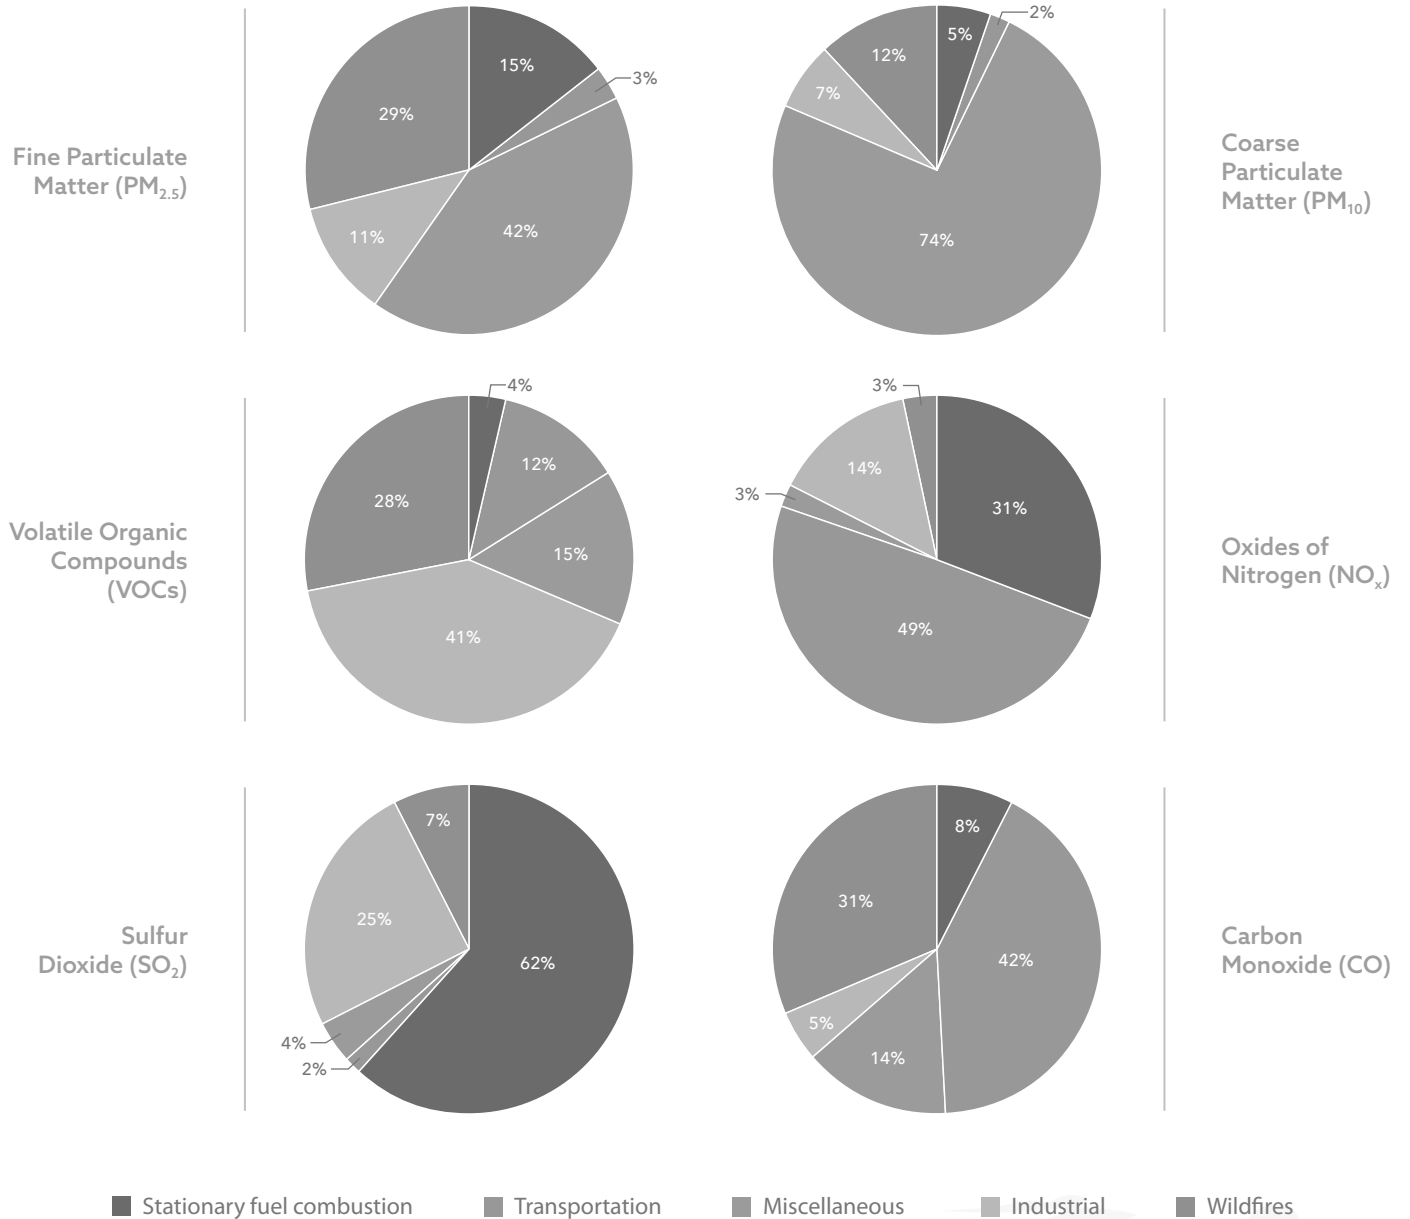 Fine Particulate
Matter (PM2.5)
15%
3%
42%
11%
29%
Coarse
Particulate
Matter (PM10)
5%
2%
74%
7%
12%
Volatile Organic
Compounds
(VOCs)
4%
12%
15%
41%
28%
Oxides of
Nitrogen (NOx)
31%
49%
3%
14%
3%
Sulfur
Dioxide (SO2)
62%
2%
4%
25%
7%
Carbon
Monoxide (CO)
8%
42%
14%
5%
31%
Stationary fuel combustion
Transportation
Miscellaneous
Industrial
Wildfires